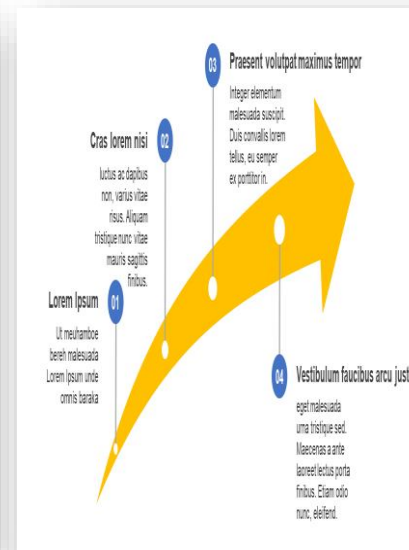 03
Praesent volutpat maximus tempor
Integer elementum
malesuada suscipit.
Duis convallis lorem
tellus, eu semper
ex porttitor in.
02
Cras lorem nisi
luctus ac dapibus
non, varius vitae
risus. Aliquam
tristique nunc vitae
mauris sagittis
finibus.
01
Lorem Ipsum
Ut meuhamboe
bereh malesuada
Lorem Ipsum unde
omnis baraka
04
Vestibulum faucibus arcu just
eget malesuada
urna tristique sed.
Maecenas a ante
laoreet lectus porta
finibus. Etiam odio
nunc, eleifend.